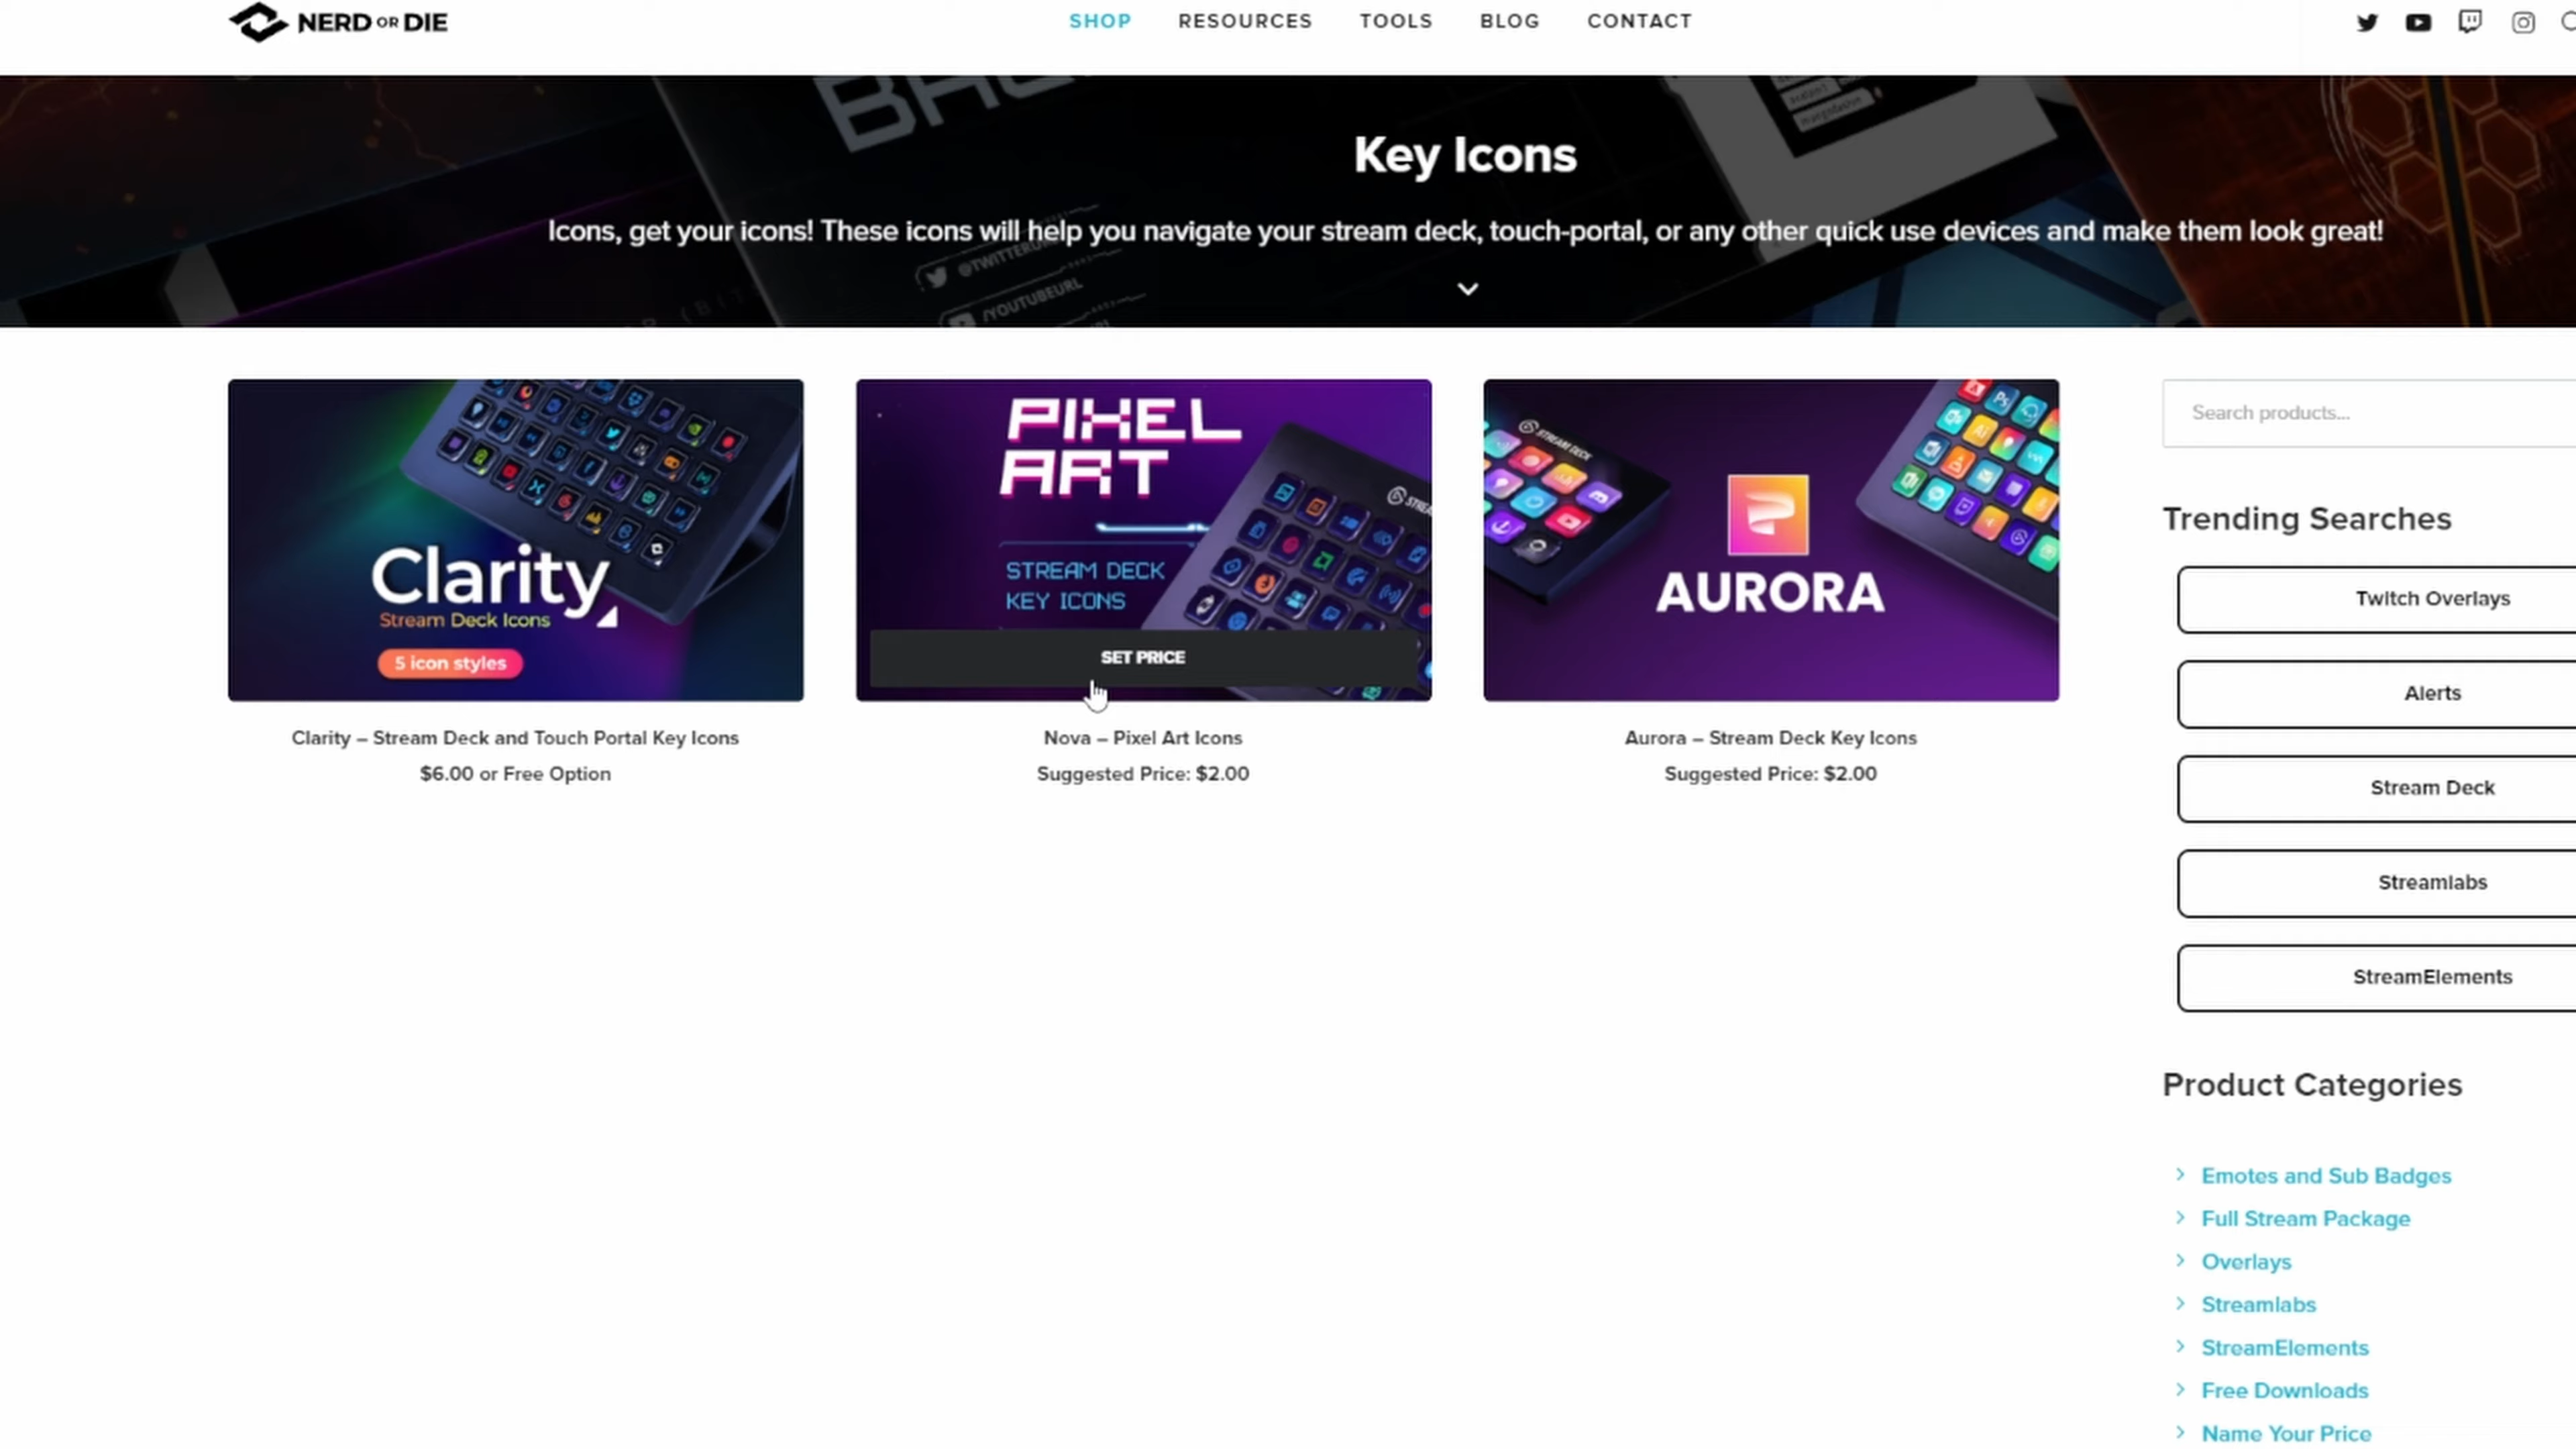 NERD OR DIE
SHOP
RESOURCES
TOOLS
BLOG
CONTACT
Key Icons
Icons, get your icons! These icons will help you navigate your stream deck, touch-portal, or any other quick use devices and make them look great!
/YOUTUBEURL
Clarity
Stream Deck Icons
5 icon styles
Clarity – Stream Deck and Touch Portal Key Icons
$6.00 or Free Option
PIXEL
ART
STREAM DECK
KEY ICONS
SET PRICE
Nova – Pixel Art Icons
Suggested Price: $2.00
STREAM DECK
AURORA
Aurora – Stream Deck Key Icons
Suggested Price: $2.00
Search products...
Trending Searches
Twitch Overlays
Alerts
Stream Deck
Streamlabs
StreamElements
Product Categories
Emotes and Sub Badges
Full Stream Package
Overlays
Streamlabs
StreamElements
Free Downloads
Name Your Price